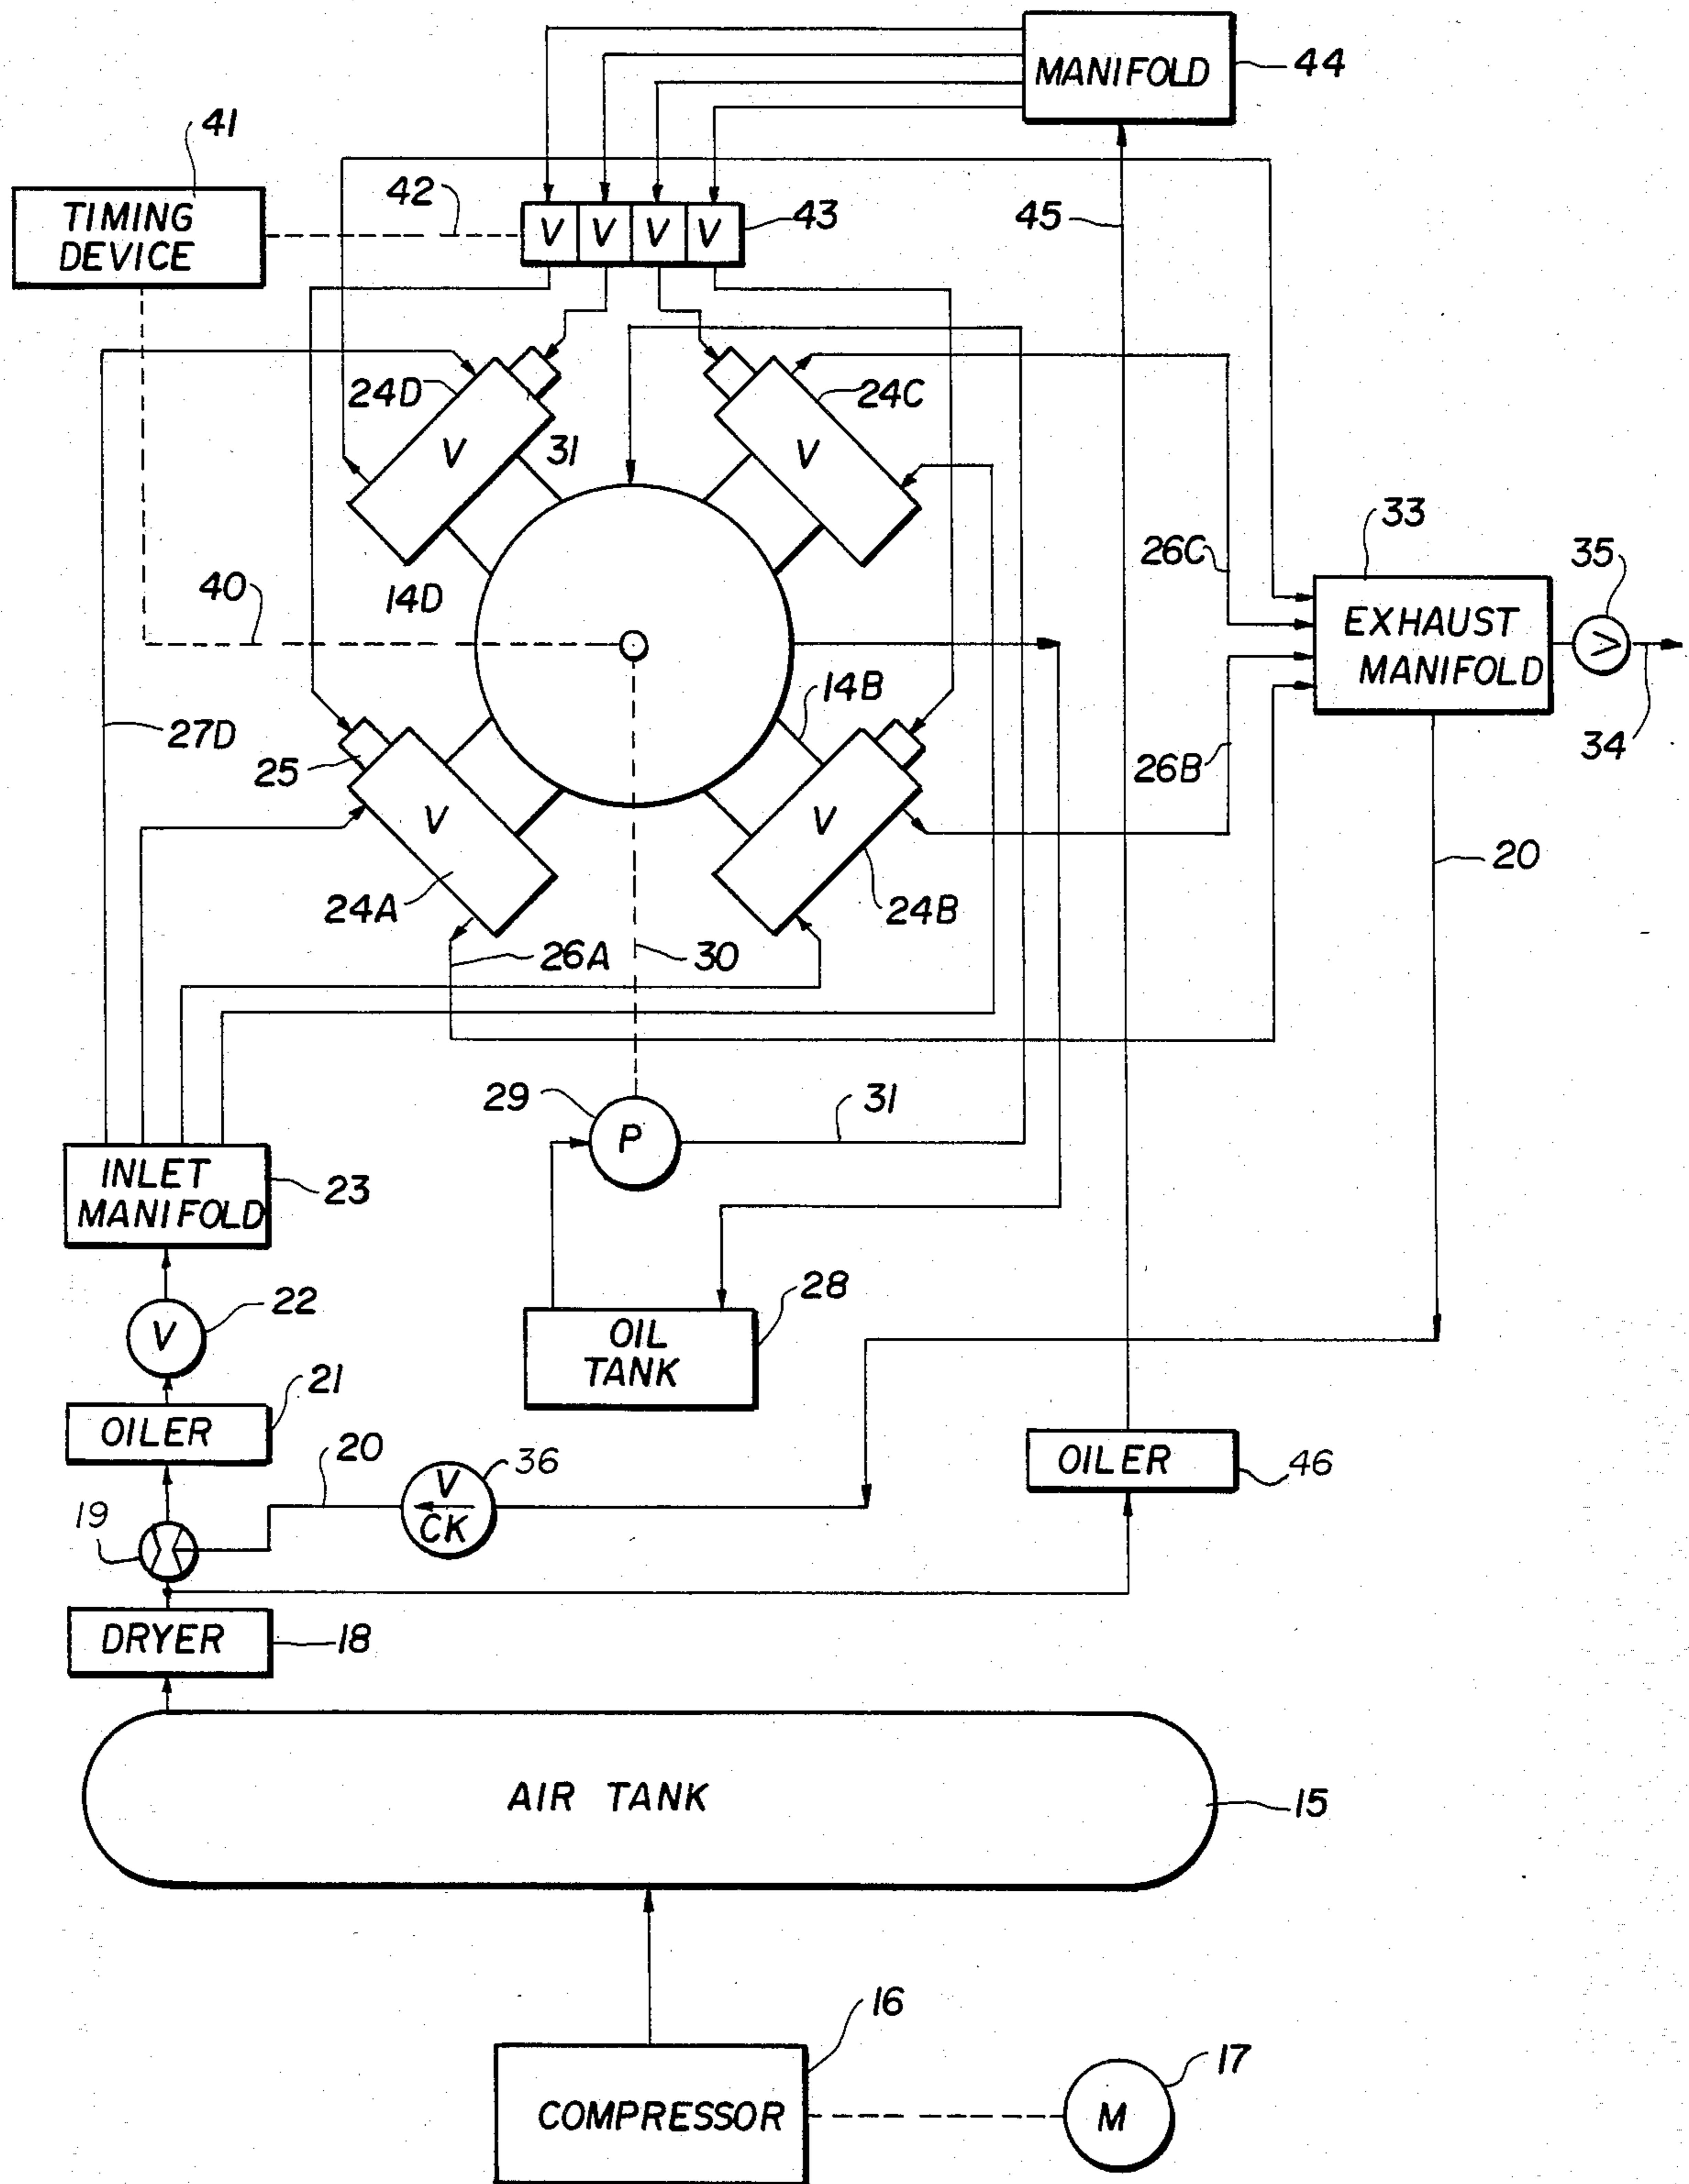 MANIFOLD
44
41
TIMING
DEVICE
42
V V V V
43
45
24D
V
31
24C
V
33
26C
35
EXHAUST
MANIFOLD
>
34
14D
40
14B
27D
25
V
24A
26B
V
24B
20
26A
30
29
P
31
INLET
MANIFOLD
23
28
22
V
OIL
TANK
21
OILER
20
V
CK
36
OILER
46
19
DRYER
18
AIR TANK
15
16
17
COMPRESSOR
M